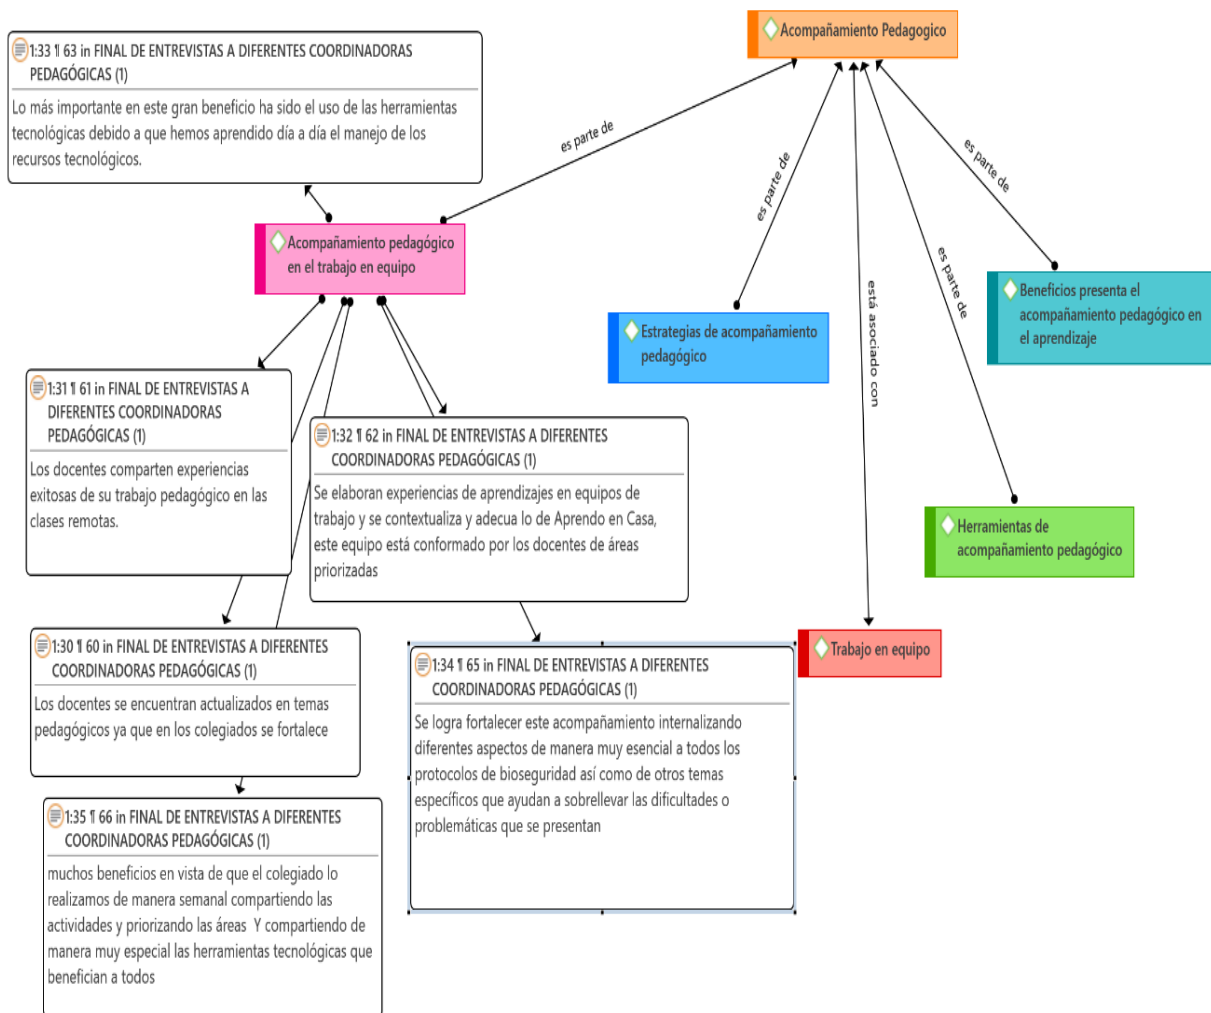 Acompañamiento Pedagogico
1:33 ¶ 63 in FINAL DE ENTREVISTAS A DIFERENTES COORDINADORAS
PEDAGÓGICAS (1)
Lo más importante en este gran beneficio ha sido el uso de las herramientas
tecnológicas debido a que hemos aprendido día a día el manejo de los
recursos tecnológicos.
es parte de
es parte de
es parte de
es parte de
está asociado con
Acompañamiento pedagógico
en el trabajo en equipo
Beneficios presenta el
acompañamiento pedagógico en
el aprendizaje
Estrategias de acompañamiento
pedagógico
1:31 ¶ 61 in FINAL DE ENTREVISTAS A
DIFERENTES COORDINADORAS
PEDAGÓGICAS (1)
Los docentes comparten experiencias
exitosas de su trabajo pedagógico en las
clases remotas.
1:32 ¶ 62 in FINAL DE ENTREVISTAS A DIFERENTES
COORDINADORAS PEDAGÓGICAS (1)
Se elaboran experiencias de aprendizajes en equipos de
trabajo y se contextualiza y adecua lo de Aprendo en Casa,
este equipo está conformado por los docentes de áreas
priorizadas
Herramientas de
acompañamiento pedagógico
Trabajo en equipo
1:30 ¶ 60 in FINAL DE ENTREVISTAS A DIFERENTES
COORDINADORAS PEDAGÓGICAS (1)
Los docentes se encuentran actualizados en temas
pedagógicos ya que en los colegiados se fortalece
1:34 ¶ 65 in FINAL DE ENTREVISTAS A DIFERENTES
COORDINADORAS PEDAGÓGICAS (1)
Se logra fortalecer este acompañamiento internalizando
diferentes aspectos de manera muy esencial a todos los
protocolos de bioseguridad así como de otros temas
específicos que ayudan a sobrellevar las dificultades o
problemáticas que se presentan
1:35 ¶ 66 in FINAL DE ENTREVISTAS A DIFERENTES
COORDINADORAS PEDAGÓGICAS (1)
muchos beneficios en vista de que el colegiado lo
realizamos de manera semanal compartiendo las
actividades y priorizando las áreas Y compartiendo de
manera muy especial las herramientas tecnológicas que
benefician a todos